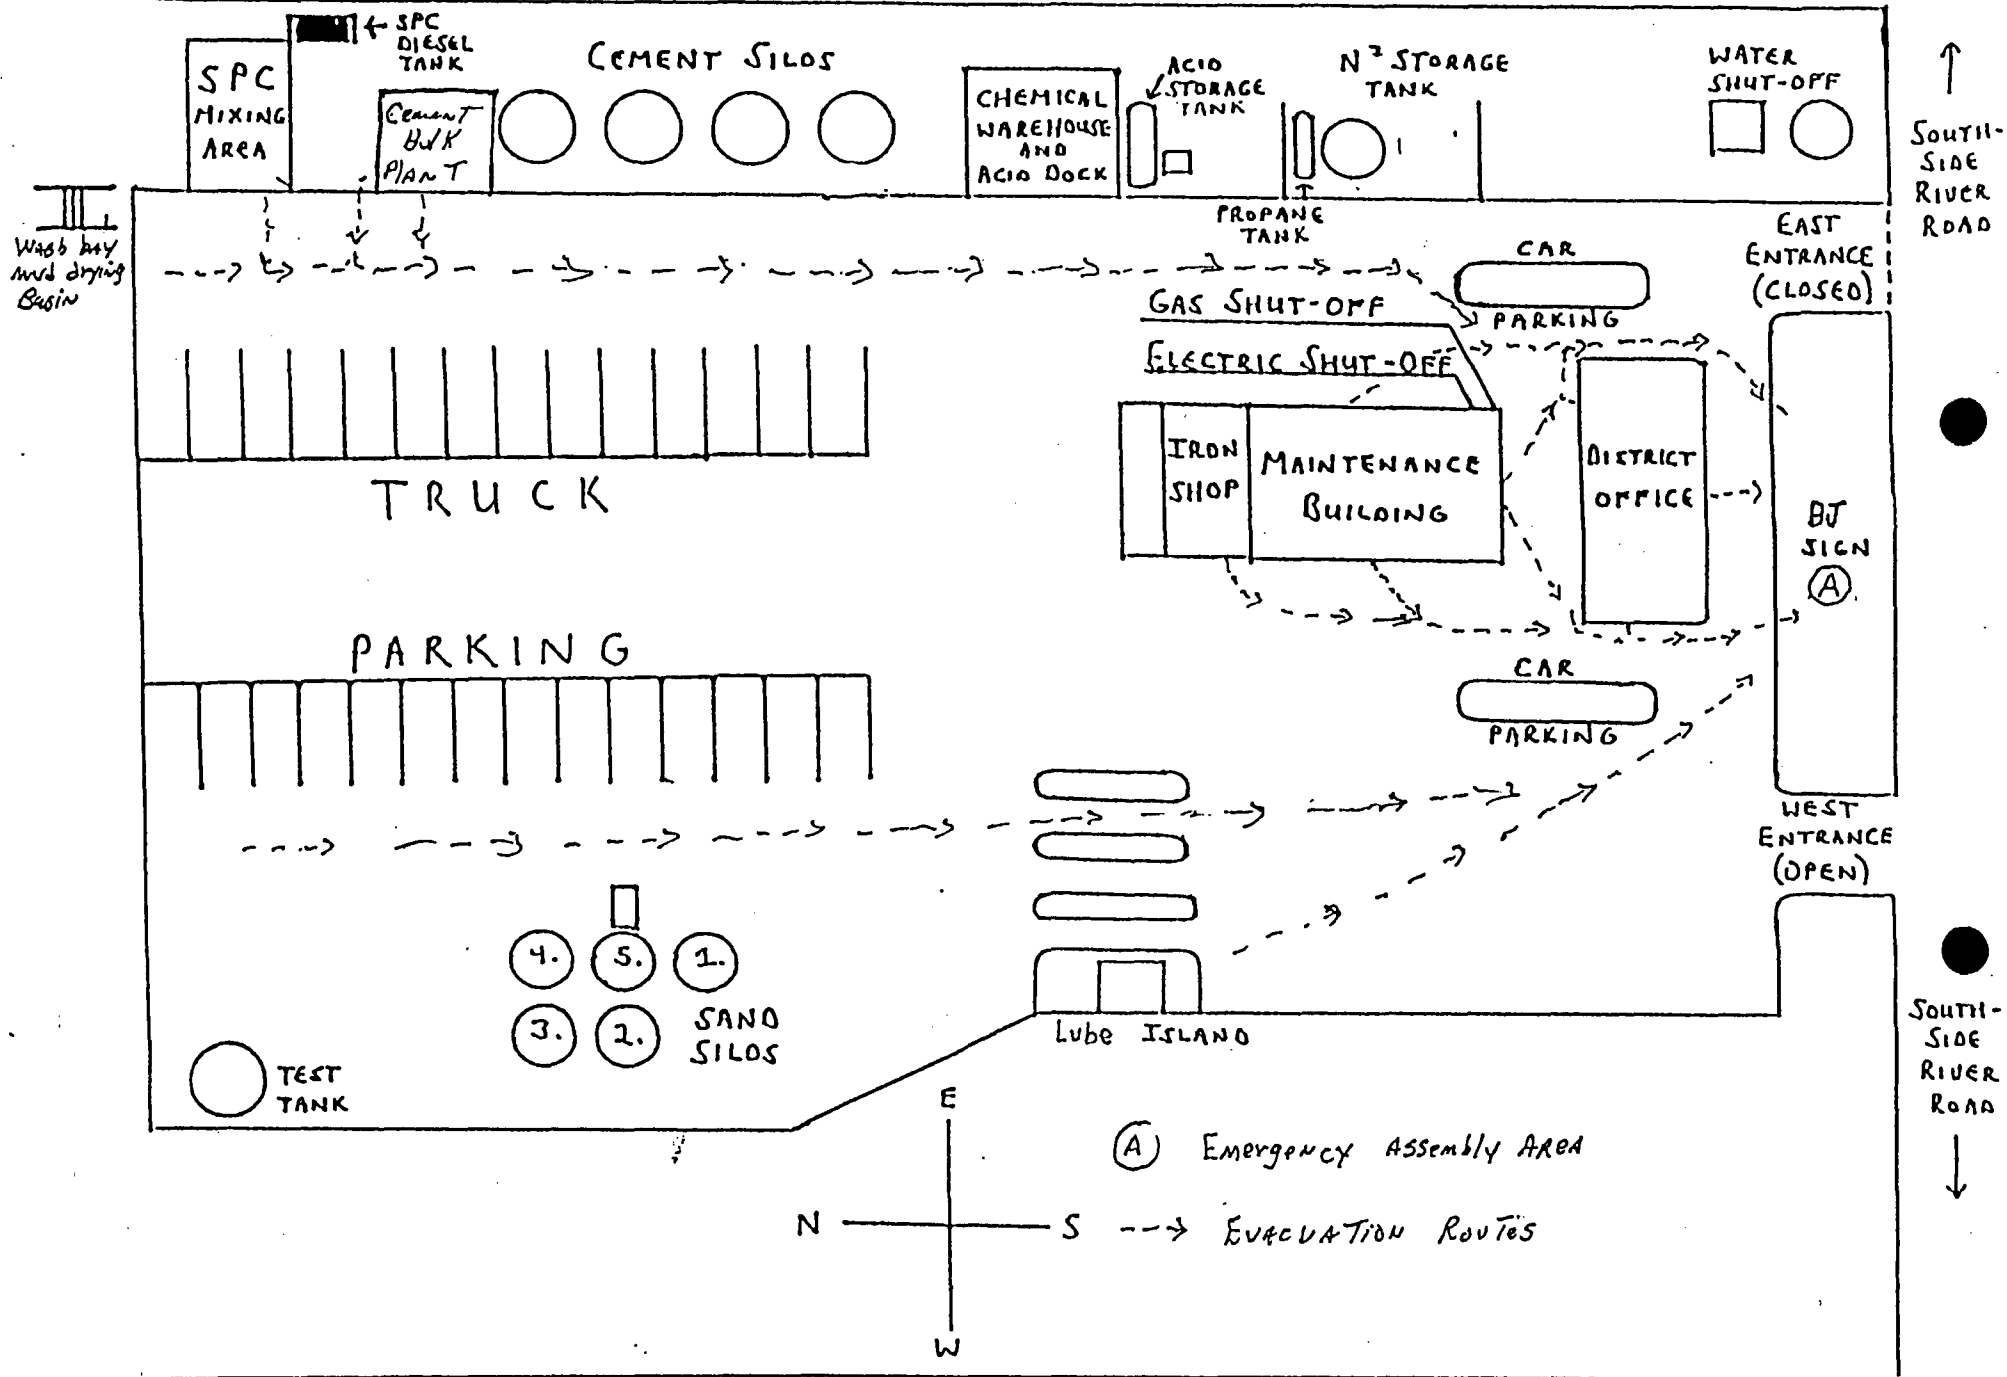 SPC
DIESEL
TANK
SPC
MIXING
AREA
Cement
Bulk
Plant
CEMENT SILOS
CHEMICAL
WAREHOUSE
AND
ACID DOCK
ACID
STORAGE
TANK
N² STORAGE
TANK
PROPANE
TANK
WATER
SHUT-OFF
SOUTH-
SIDE
RIVER
ROAD
EAST
ENTRANCE
(CLOSED)
Wash bay
mud drying
Basin
CAR
PARKING
GAS SHUT-OFF
ELECTRIC SHUT-OFF
IRON
SHOP
MAINTENANCE
BUILDING
DISTRICT
OFFICE
BJ
SIGN
A
TRUCK
PARKING
CAR
PARKING
WEST
ENTRANCE
(OPEN)
4.
5.
1.
3.
2.
SAND
SILOS
TEST
TANK
Lube ISLAND
SOUTH-
SIDE
RIVER
ROAD
E
N
S
W
A Emergency Assembly Area
EVACUATION ROUTES